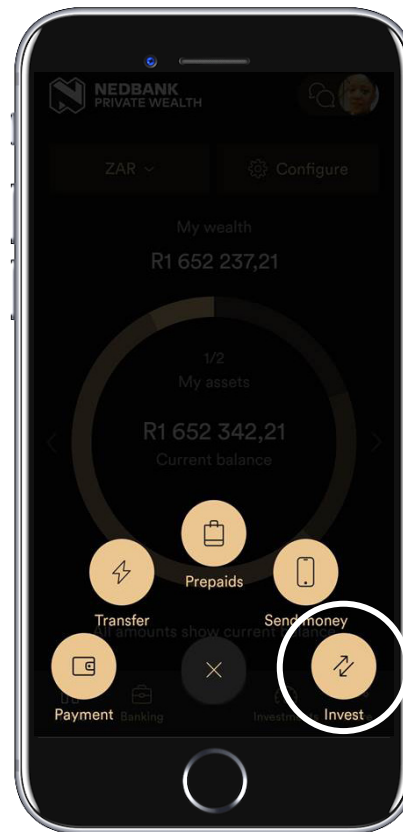 NEDBANK
PRIVATE WEALTH
ZAR
Configure
My wealth
R1 652 237,21
1/2
My assets
R1 652 342,21
Current balance
Prepaids
Transfer
Send money
All amounts show current balance
Payment
Banking
Invest